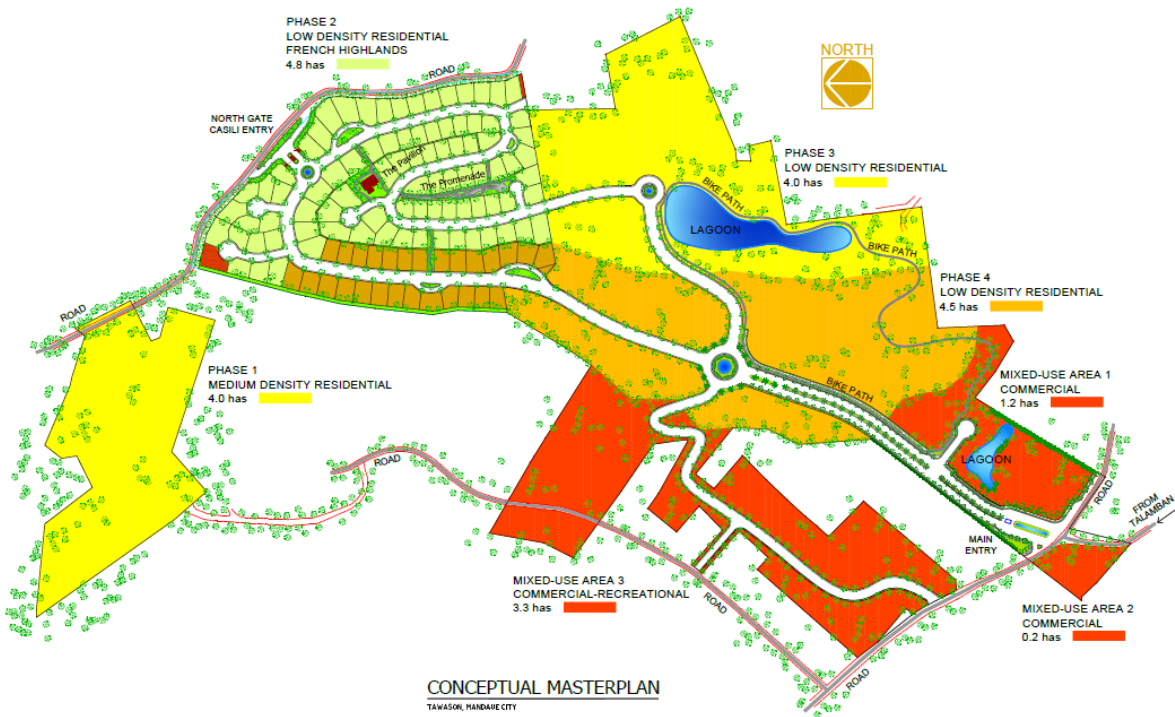 PHASE 2
LOW DENSITY RESIDENTIAL
FRENCH HIGHLANDS
4.8 has
ROAD
NORTH
NORTH GATE
CASILI ENTRY
The Pavilion
The Promenade
PHASE 3
LOW DENSITY RESIDENTIAL
4.0 has
BIKE PATH
LAGOON
BIKE PATH
PHASE 4
LOW DENSITY RESIDENTIAL
4.5 has
ROAD
PHASE 1
MEDIUM DENSITY RESIDENTIAL
4.0 has
BIKE PATH
MIXED-USE AREA 1
COMMERCIAL
1.2 has
ROAD
LAGOON
ROAD
FROM
TALAMBAN
MAIN
ENTRY
MIXED-USE AREA 3
COMMERCIAL-RECREATIONAL
3.3 has
ROAD
MIXED-USE AREA 2
COMMERCIAL
0.2 has
ROAD
CONCEPTUAL MASTERPLAN
TAWASON, MANDAUE CITY